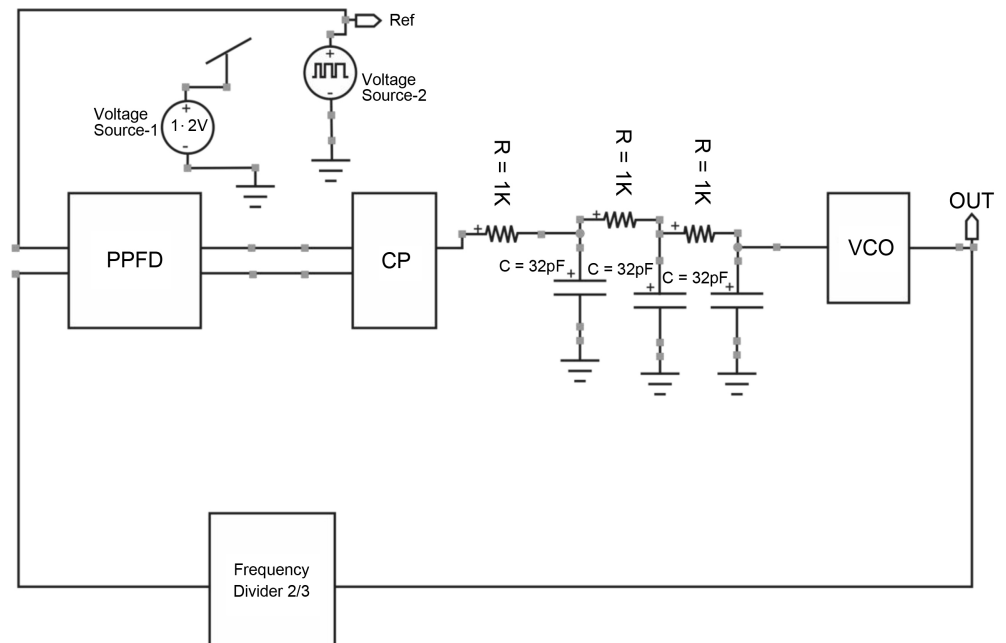 Ref
Voltage
Source-1
1·2V
+
-
+
-
Voltage
Source-2
R = 1K
R = 1K
R = 1K
OUT
PPFD
CP
+
+
+
VCO
C = 32pF
+
C = 32pF
+
C = 32pF
+
Frequency
Divider 2/3